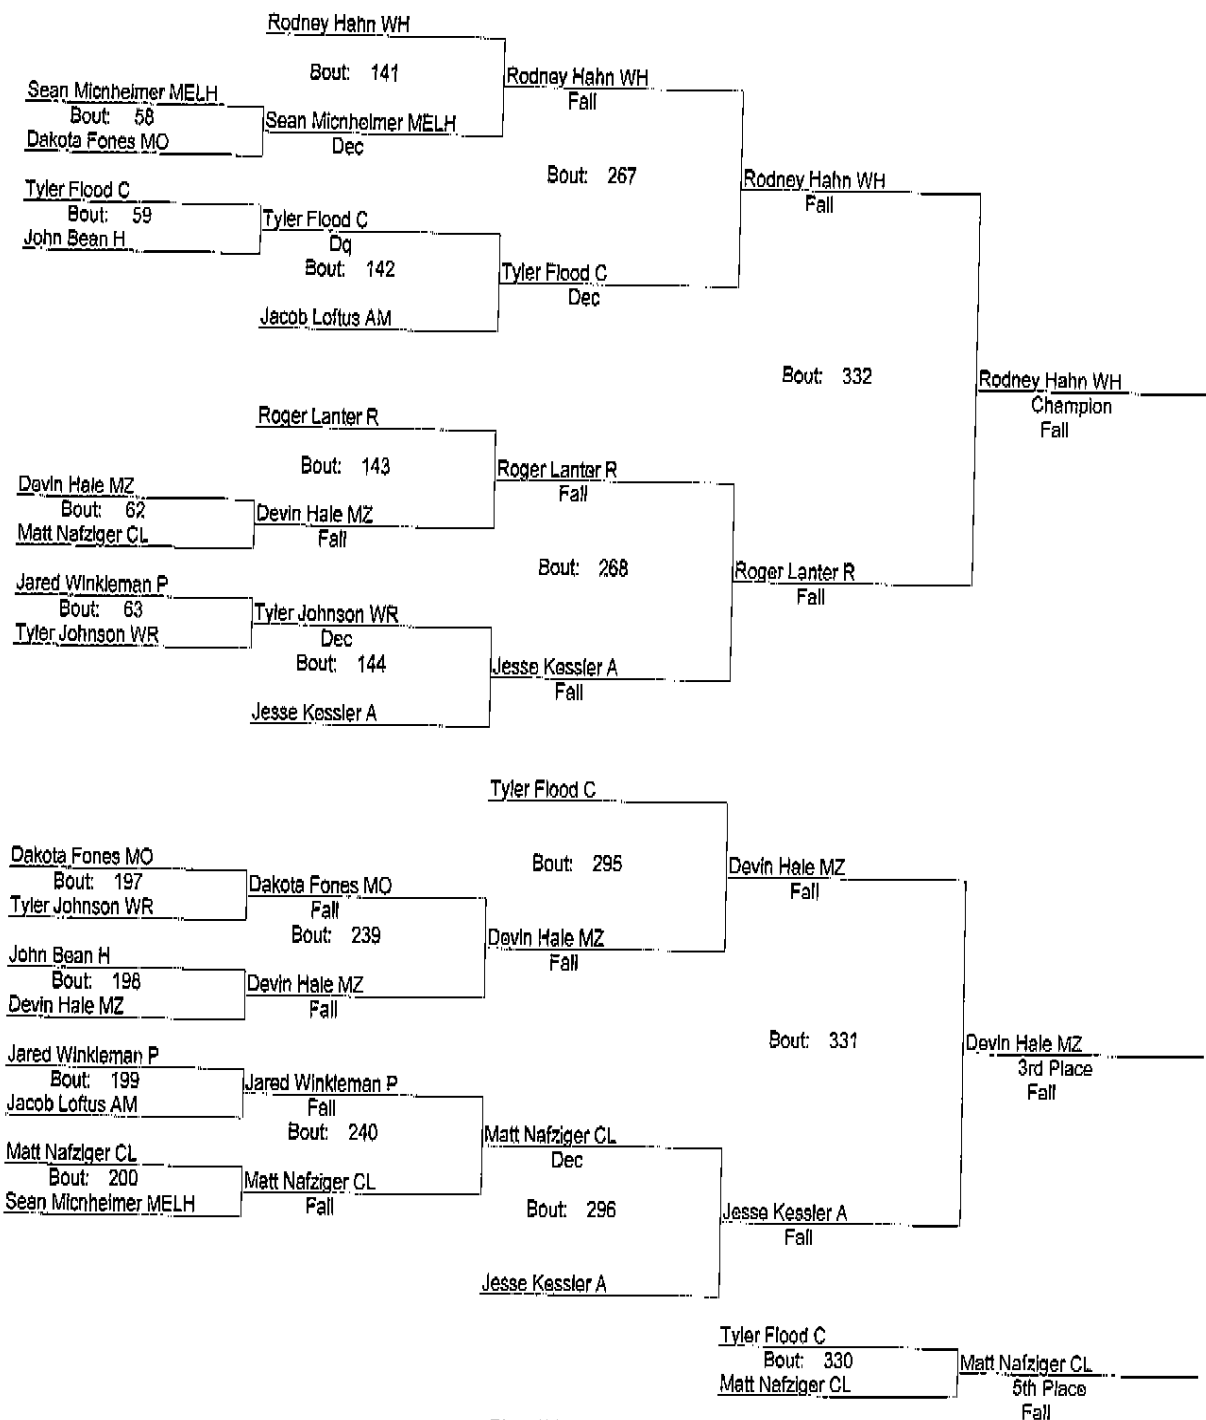 Rodney Hahn WH
Bout: 141
Rodney Hahn WH
Fall
Sean Micnheimer MELH
Bout: 58
Dakota Fones MO
Sean Micnheimer MELH
Dec
Bout: 267
Rodney Hahn WH
Fall
Tyler Flood C
Bout: 59
John Bean H
Tyler Flood C
Dq
Bout: 142
Tyler Flood C
Dec
Jacob Loftus AM
Bout: 332
Rodney Hahn WH
Champion
Fall
Roger Lanter R
Bout: 143
Roger Lanter R
Fall
Devin Hale MZ
Bout: 62
Matt Nafziger CL
Devin Hale MZ
Fall
Bout: 268
Roger Lanter R
Fall
Jared Winkleman P
Bout: 63
Tyler Johnson WR
Tyler Johnson WR
Dec
Bout: 144
Jesse Kessler A
Fall
Jesse Kessler A
Tyler Flood C
Bout: 295
Devin Hale MZ
Fall
Dakota Fones MO
Bout: 197
Tyler Johnson WR
Dakota Fones MO
Fall
Bout: 239
Devin Hale MZ
Fall
John Bean H
Bout: 198
Devin Hale MZ
Devin Hale MZ
Fall
Bout: 331
Devin Hale MZ
3rd Place
Fall
Jared Winkleman P
Bout: 199
Jacob Loftus AM
Jared Winkleman P
Fall
Bout: 240
Matt Nafziger CL
Dec
Matt Nafziger CL
Bout: 200
Sean Micnheimer MELH
Matt Nafziger CL
Fall
Bout: 296
Jesse Kessler A
Fall
Jesse Kessler A
Tyler Flood C
Bout: 330
Matt Nafziger CL
Matt Nafziger CL
5th Place
Fall